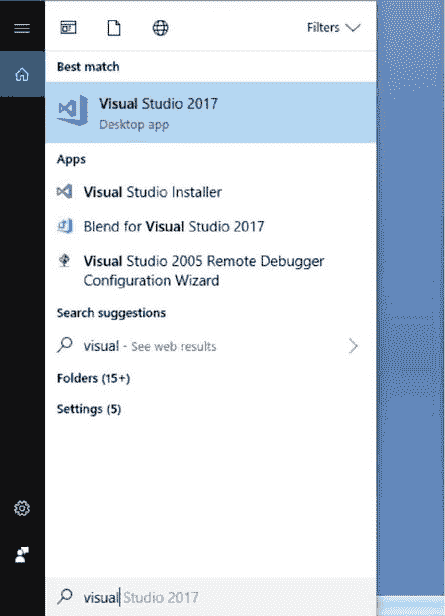 Filters
Best match
Visual Studio 2017
Desktop app
Apps
Visual Studio Installer
Blend for Visual Studio 2017
Visual Studio 2005 Remote Debugger
Configuration Wizard
Search suggestions
visual - See web results
Folders (15+)
Settings (5)
visual Studio 2017